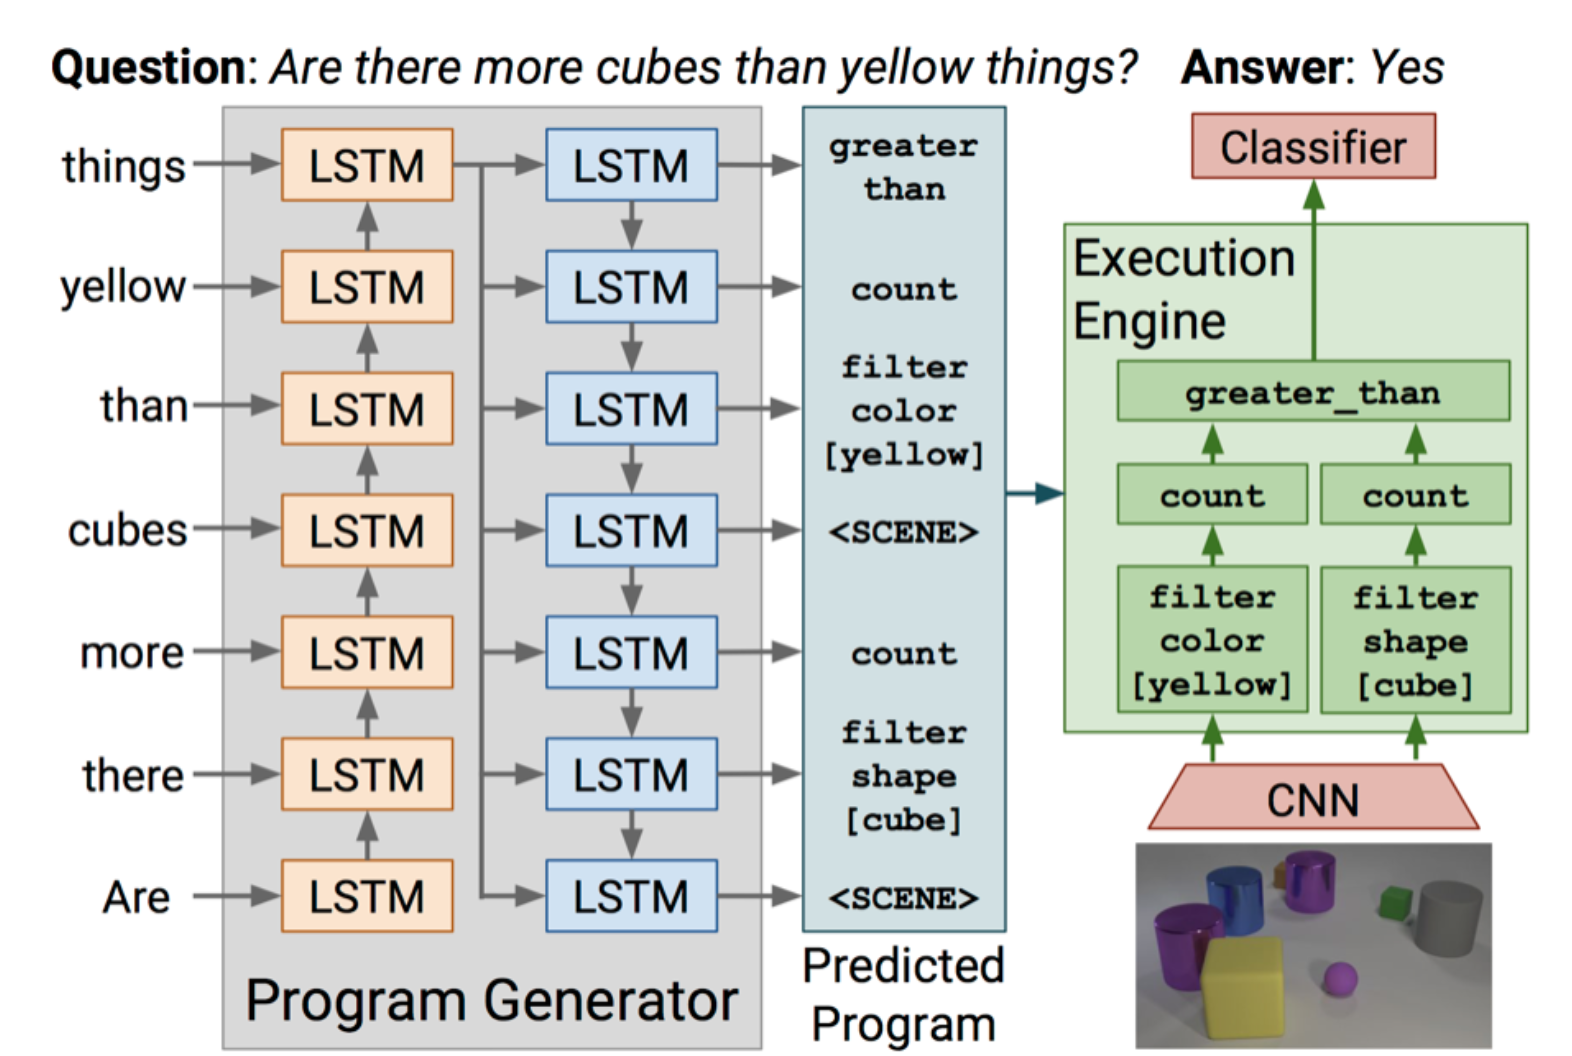 Question: Are there more cubes than yellow things? Answer: Yes
things
yellow
than
cubes
more
there
Are
LSTM
LSTM
LSTM
LSTM
LSTM
LSTM
LSTM
LSTM
LSTM
LSTM
LSTM
LSTM
LSTM
LSTM
Program Generator
greater
than
count
filter
color
[yellow]
<SCENE>
count
filter
shape
[cube]
<SCENE>
Predicted
Program
Classifier
Execution
Engine
greater_than
count
count
filter
color
[yellow]
filter
shape
[cube]
CNN